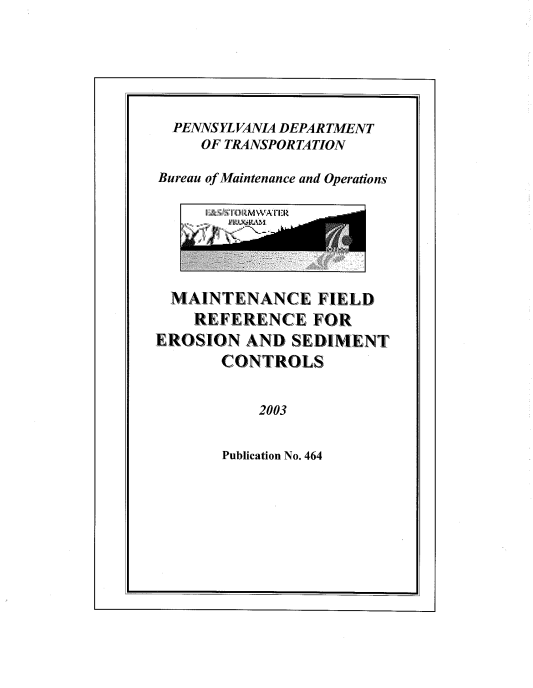 PENNSYLVANIA DEPARTMENT
OF TRANSPORTATION
Bureau of Maintenance and Operations
E&S/STORMWATER
PROGRAM
MAINTENANCE FIELD
REFERENCE FOR
EROSION AND SEDIMENT
CONTROLS
2003
Publication No. 464